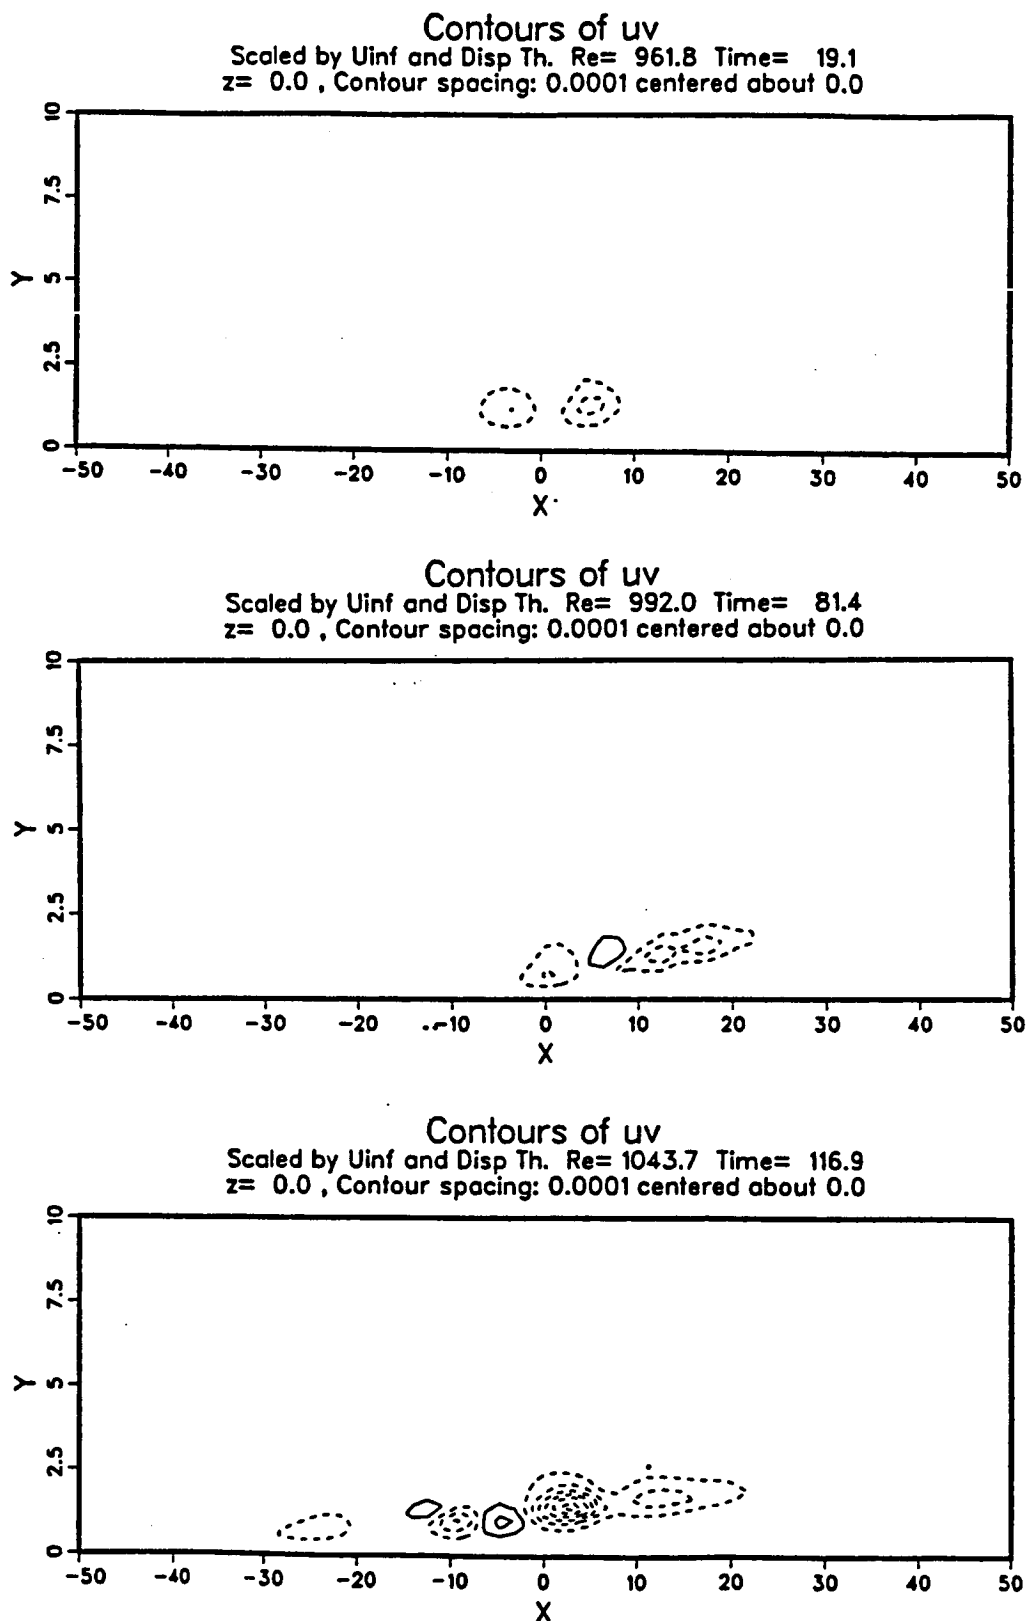 Contours of uv
Scaled by Uinf and Disp Th. Re= 961.8 Time= 19.1
z= 0.0 , Contour spacing: 0.0001 centered about 0.0
10
7.5
5
2.5
0
Y
-50 -40 -30 -20 -10 0 10 20 30 40 50
X
Contours of uv
Scaled by Uinf and Disp Th. Re= 992.0 Time= 81.4
z= 0.0 , Contour spacing: 0.0001 centered about 0.0
10
7.5
5
2.5
0
Y
-50 -40 -30 -20 -10 0 10 20 30 40 50
X
Contours of uv
Scaled by Uinf and Disp Th. Re= 1043.7 Time= 116.9
z= 0.0 , Contour spacing: 0.0001 centered about 0.0
10
7.5
5
2.5
0
Y
-50 -40 -30 -20 -10 0 10 20 30 40 50
X